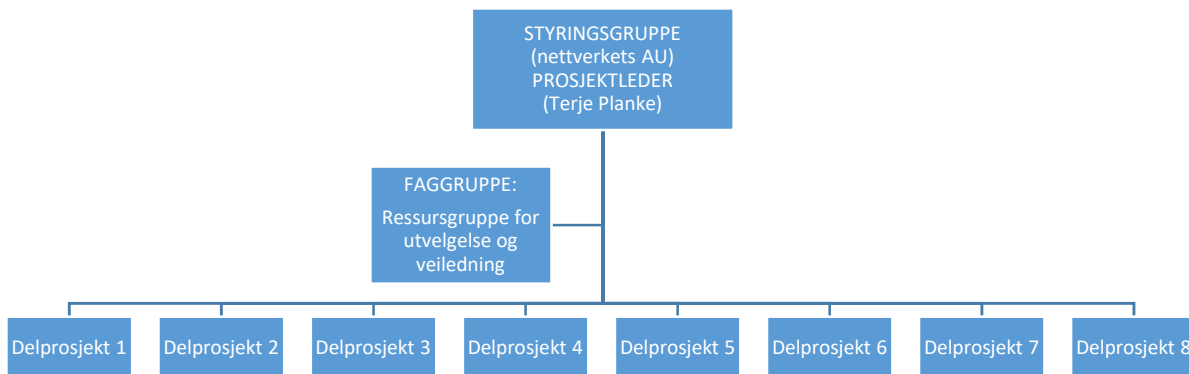 STYRINGSGRUPPE
(nettverkets AU)
PROSJEKTLEDER
(Terje Planke)
FAGGRUPPE:
Ressursgruppe for
utvelgelse og
veiledning
Delprosjekt 1
Delprosjekt 2
Delprosjekt 3
Delprosjekt 4
Delprosjekt 5
Delprosjekt 6
Delprosjekt 7
Delprosjekt 8